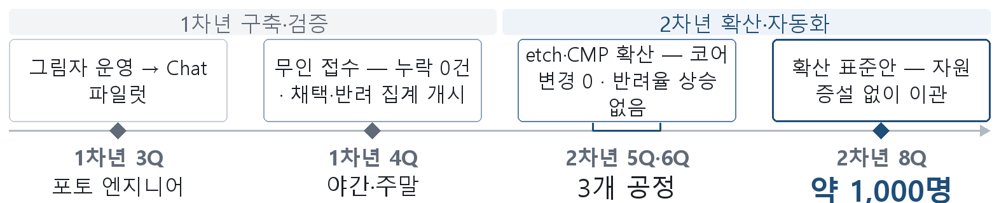 1차년 구축·검증
2차년 확산·자동화
그림자 운영 → Chat
파일럿
무인 접수 — 누락 0건
· 채택·반려 집계 개시
etch·CMP 확산 — 코어
변경 0 · 반려율 상승
없음
확산 표준안 — 자원
증설 없이 이관
1차년 3Q
포토 엔지니어
1차년 4Q
야간·주말
2차년 5Q·6Q
3개 공정
2차년 8Q
약 1,000명